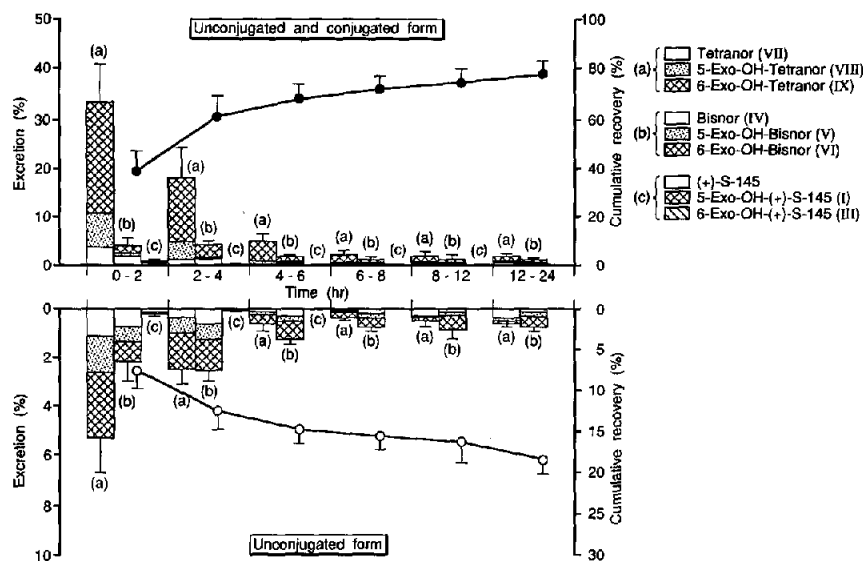 Unconjugated and conjugated form
Excretion (%)
50
40
30
20
10
0
(a)
(b)
(c)
(a)
(b)
(c)
(a)
(b)
(c)
(a)
(b)
(c)
(a)
(b)
(c)
(a)
(b)
100
80
60
40
20
0
Cumulative recovery (%)
0 - 2
2 - 4
4 - 6
6 - 8
8 - 12
12 - 24
Time (hr)
Excretion (%)
0
2
4
6
8
10
(a)
(b)
(c)
(a)
(b)
(c)
(a)
(b)
(c)
(a)
(b)
(a)
(b)
(a)
(b)
0
5
10
15
20
25
30
Cumulative recovery (%)
Unconjugated form
(a)
Tetranor (VII)
5-Exo-OH-Tetranor (VIII)
6-Exo-OH-Tetranor (IX)
(b)
Bisnor (IV)
5-Exo-OH-Bisnor (V)
6-Exo-OH-Bisnor (VI)
(c)
(+)-S-145
5-Exo-OH-(+)-S-145 (I)
6-Exo-OH-(+)-S-145 (III)